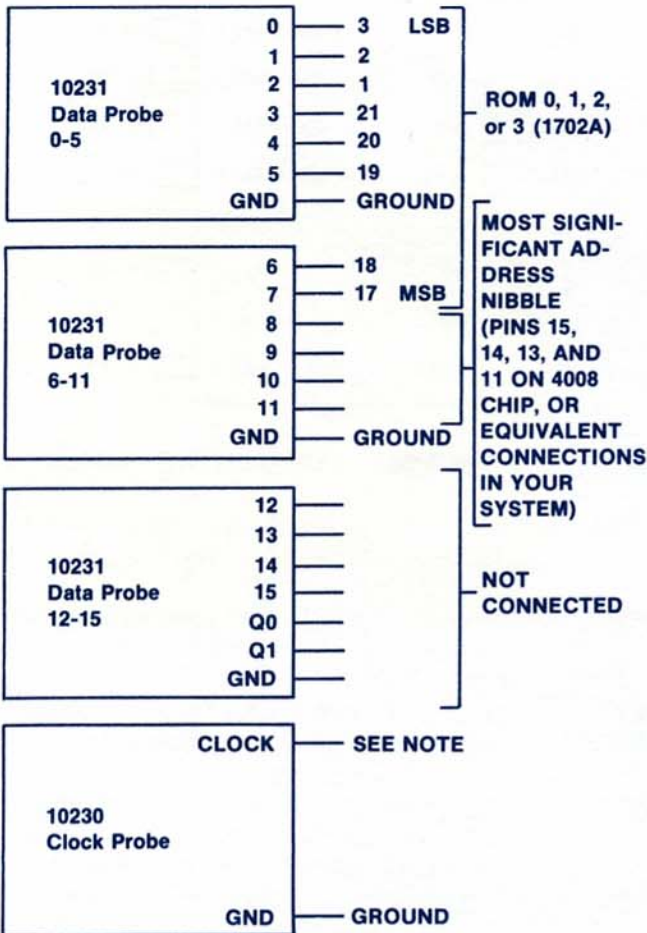 0 3 LSB
1 2
2 1
3 21
4 20
5 19
GND GROUND
10231
Data Probe
0-5
ROM 0, 1, 2,
or 3 (1702A)
6 18
7 17 MSB
8
9
10
11
GND GROUND
10231
Data Probe
6-11
MOST SIGNI-
FICANT AD-
DRESS
NIBBLE
(PINS 15,
14, 13, AND
11 ON 4008
CHIP, OR
EQUIVALENT
CONNECTIONS
IN YOUR
SYSTEM)
12
13
14
15
Q0
Q1
GND
10231
Data Probe
12-15
NOT
CONNECTED
CLOCK SEE NOTE
10230
Clock Probe
GND GROUND